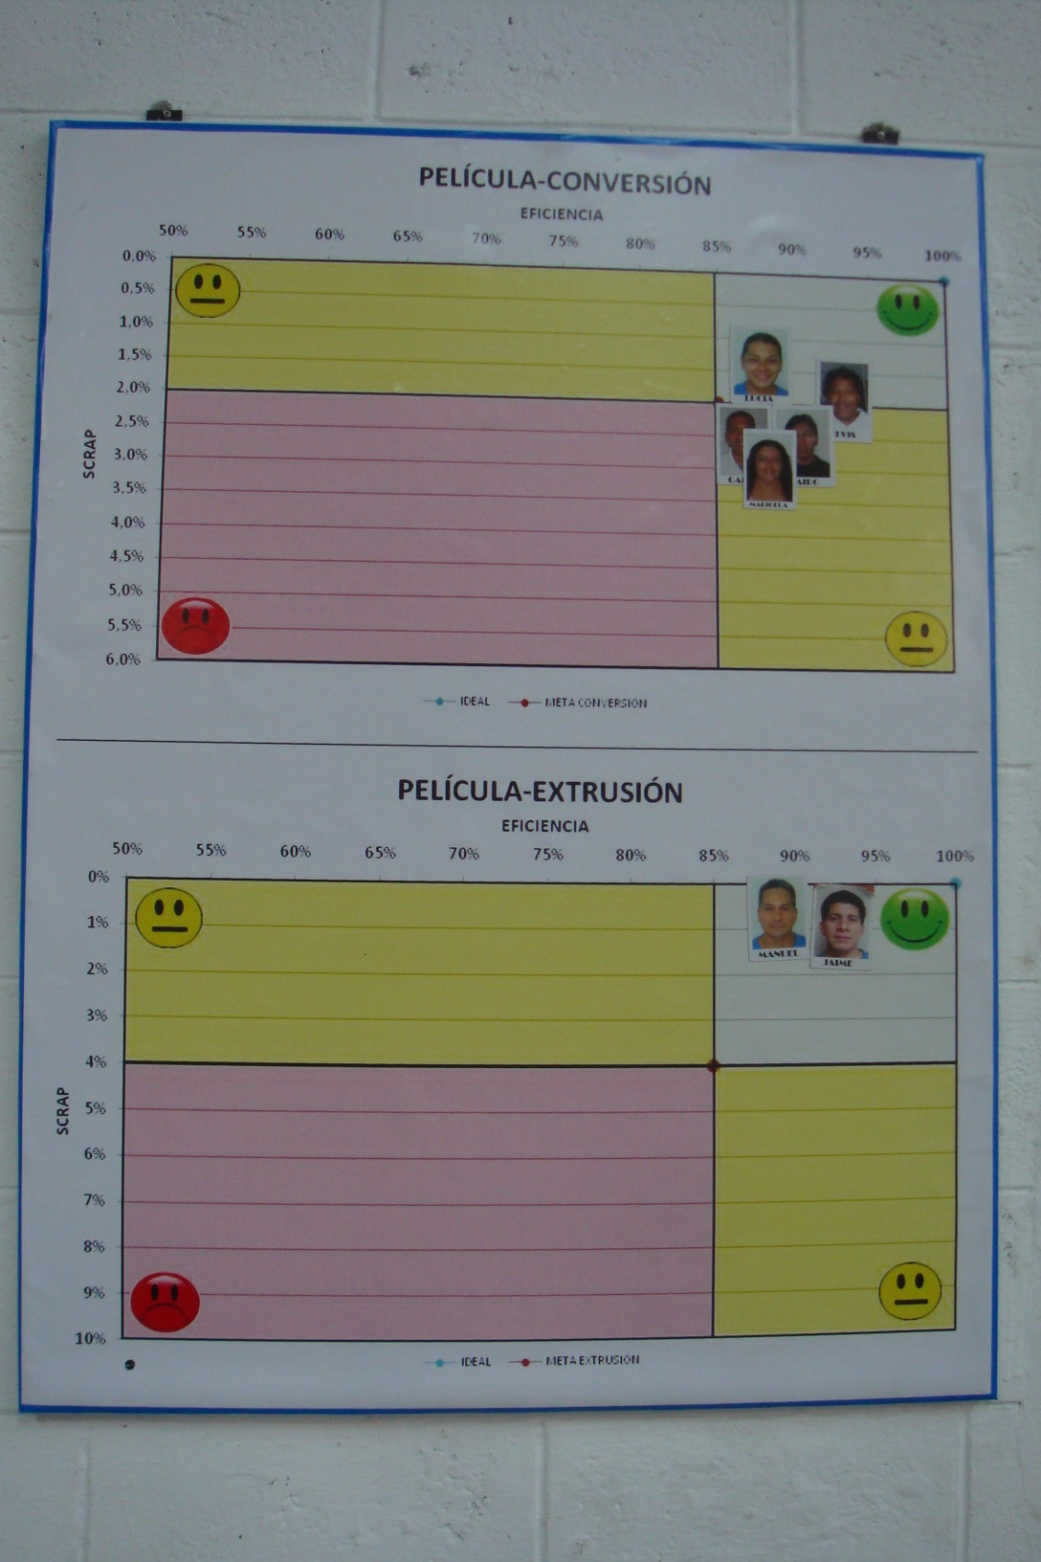 PELÍCULA-CONVERSIÓN
EFICIENCIA
50% 55% 60% 65% 70% 75% 80% 85% 90% 95% 100%
0,0%
0,5%
1,0%
1,5%
2,0%
2,5%
3,0%
3,5%
4,0%
4,5%
5,0%
5,5%
6,0%
SCRAP
LUCIA
MARIELA
IDEAL META CONVERSIÓN
PELÍCULA-EXTRUSIÓN
EFICIENCIA
50% 55% 60% 65% 70% 75% 80% 85% 90% 95% 100%
0%
1%
2%
3%
4%
5%
6%
7%
8%
9%
10%
SCRAP
MANUEL
JAIME
IDEAL META EXTRUSIÓN